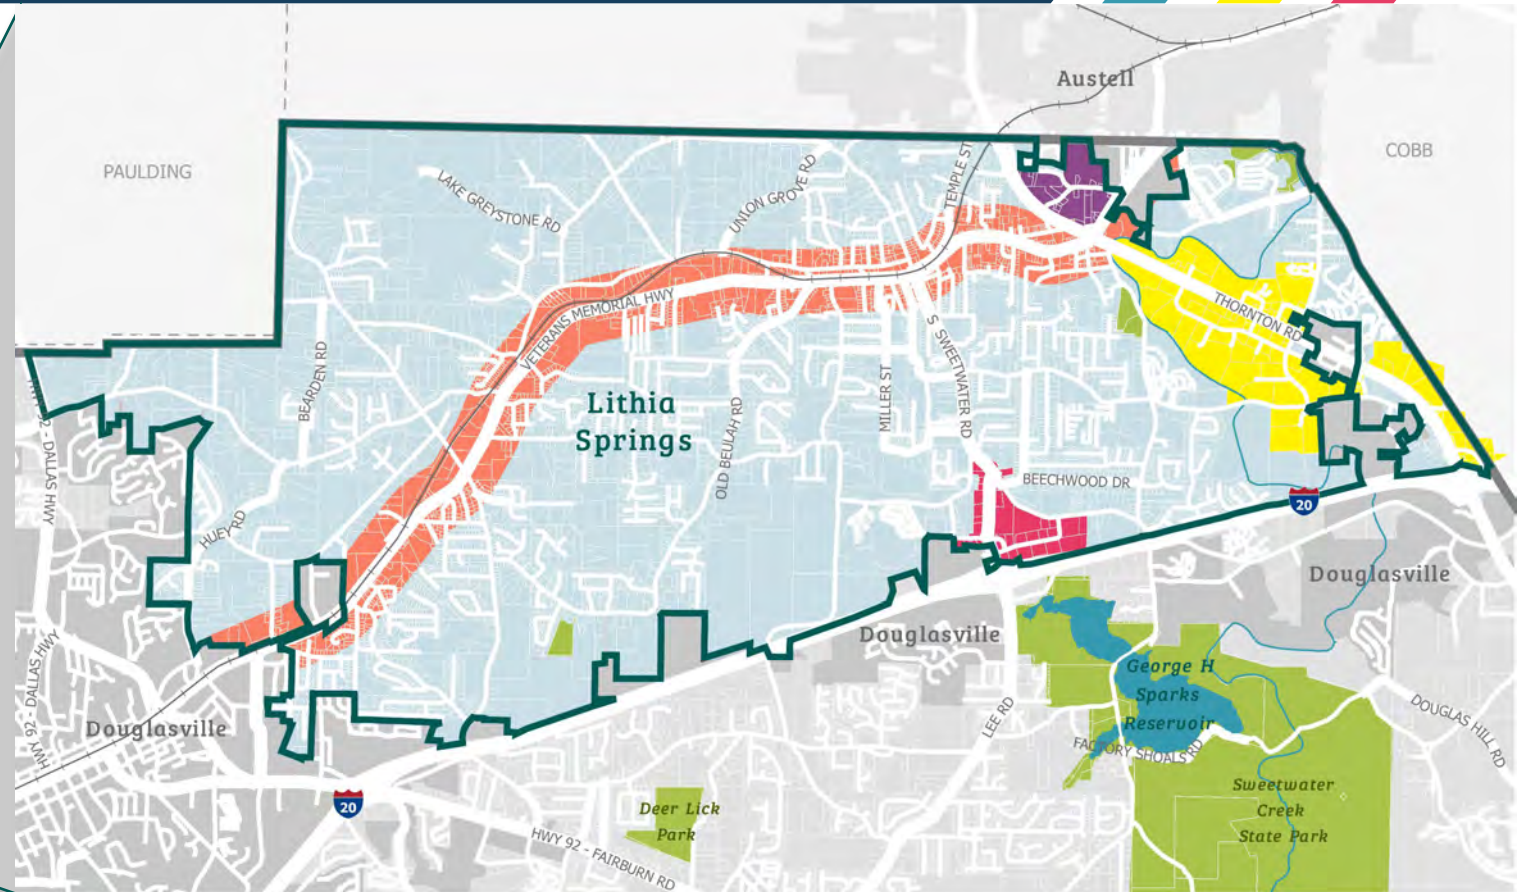 Austell
PAULDING
COBB
LAKE GREYSTONE RD
UNION GROVE RD
TEMPLE ST
THORNTON RD
VETERANS MEMORIAL HWY
BEARDEN RD
S SWEETWATER RD
MILLER ST
OLD BEULAH RD
Lithia
Springs
HWY 92 - DALLAS HWY
BEECHWOOD DR
20
HUEY RD
Douglasville
Douglasville
George H
Sparks
Reservoir
HWY 92 - DALLAS HWY
Douglasville
LEE RD
FACTORY SHOALS RD
DOUGLAS HILL RD
Sweetwater
Creek
State Park
20
Deer Lick
Park
HWY 92 - FAIRBURN RD